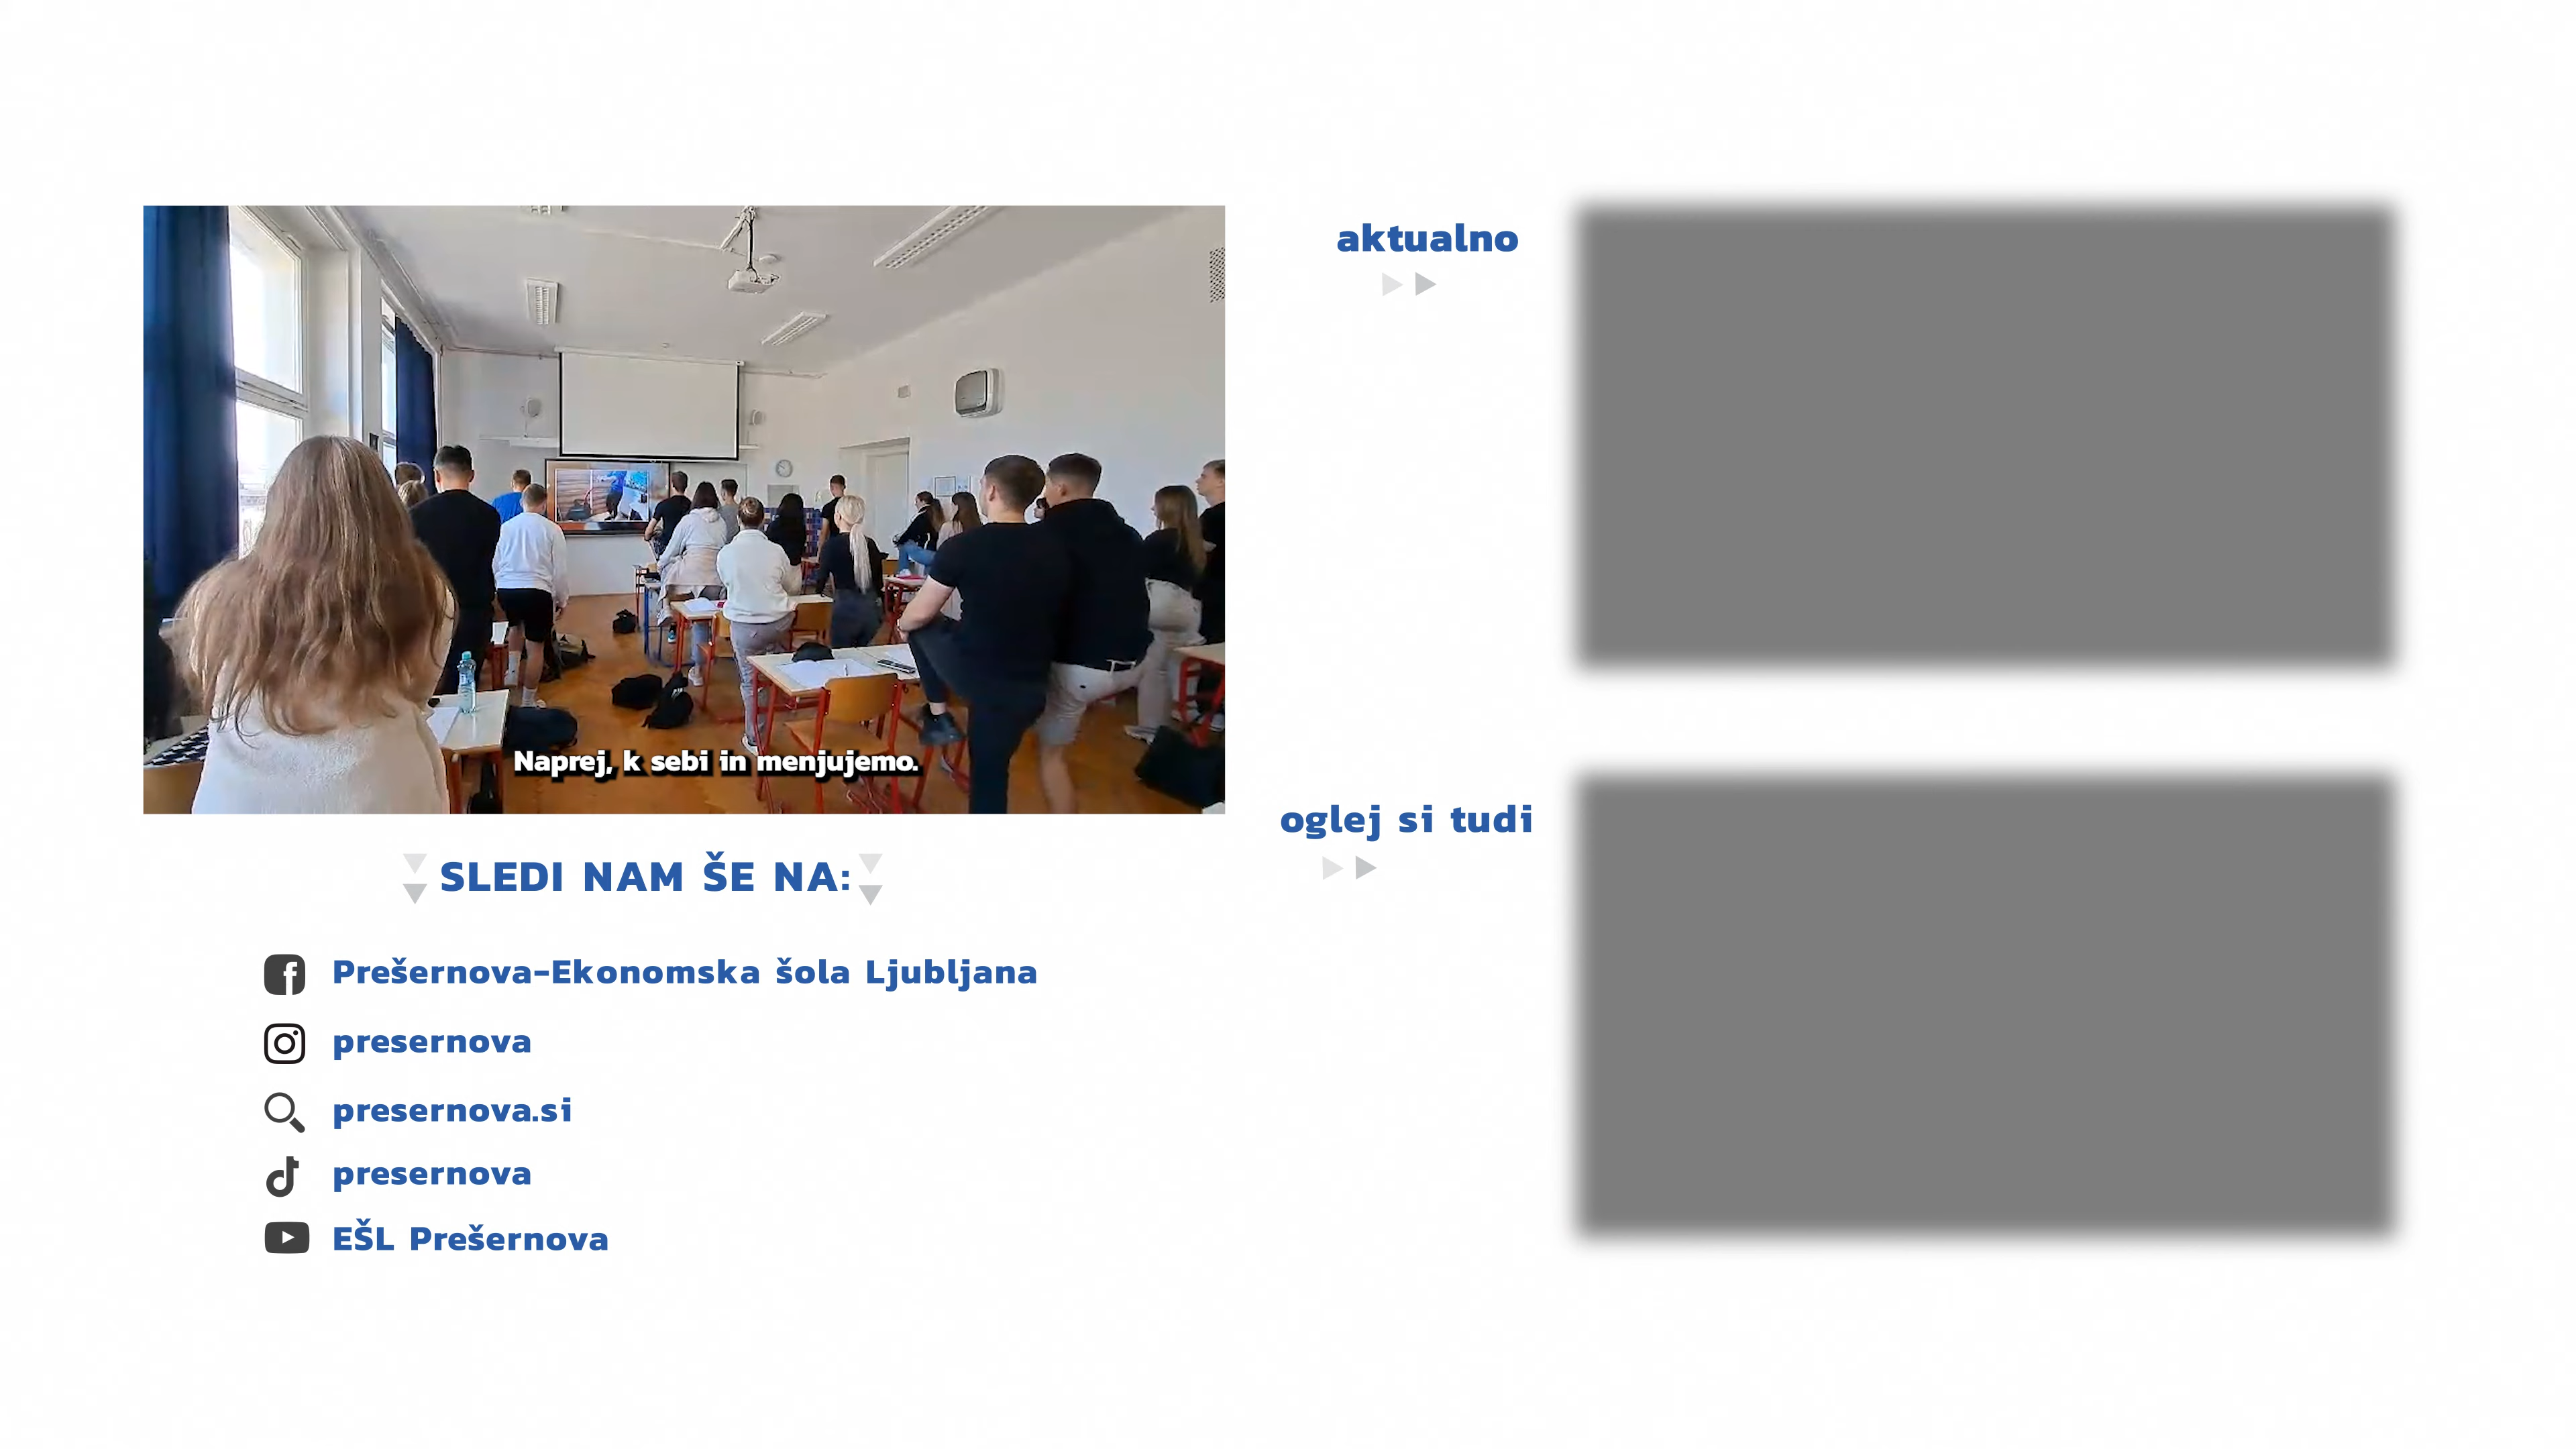 Naprej, k sebi in menjujemo.
SLEDI NAM ŠE NA:
Prešernova-Ekonomska šola Ljubljana
presernova
presernova.si
presernova
EŠL Prešernova
aktualno
oglej si tudi